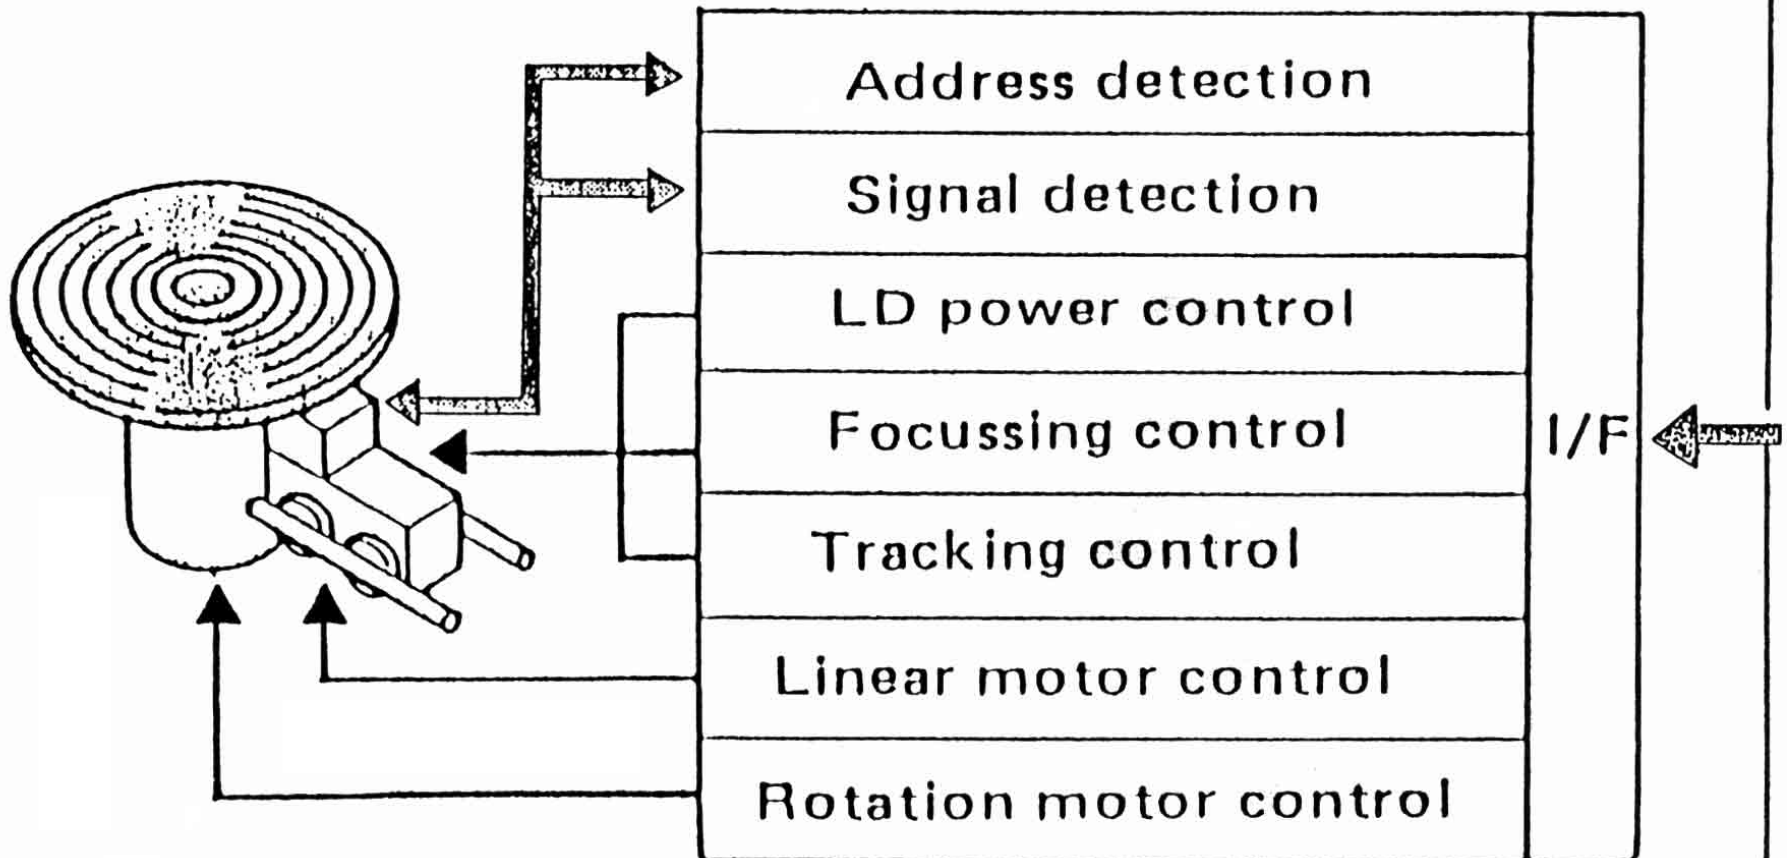 Address detection
Signal detection
LD power control
Focussing control
I/F
Tracking control
Linear motor control
Rotation motor control